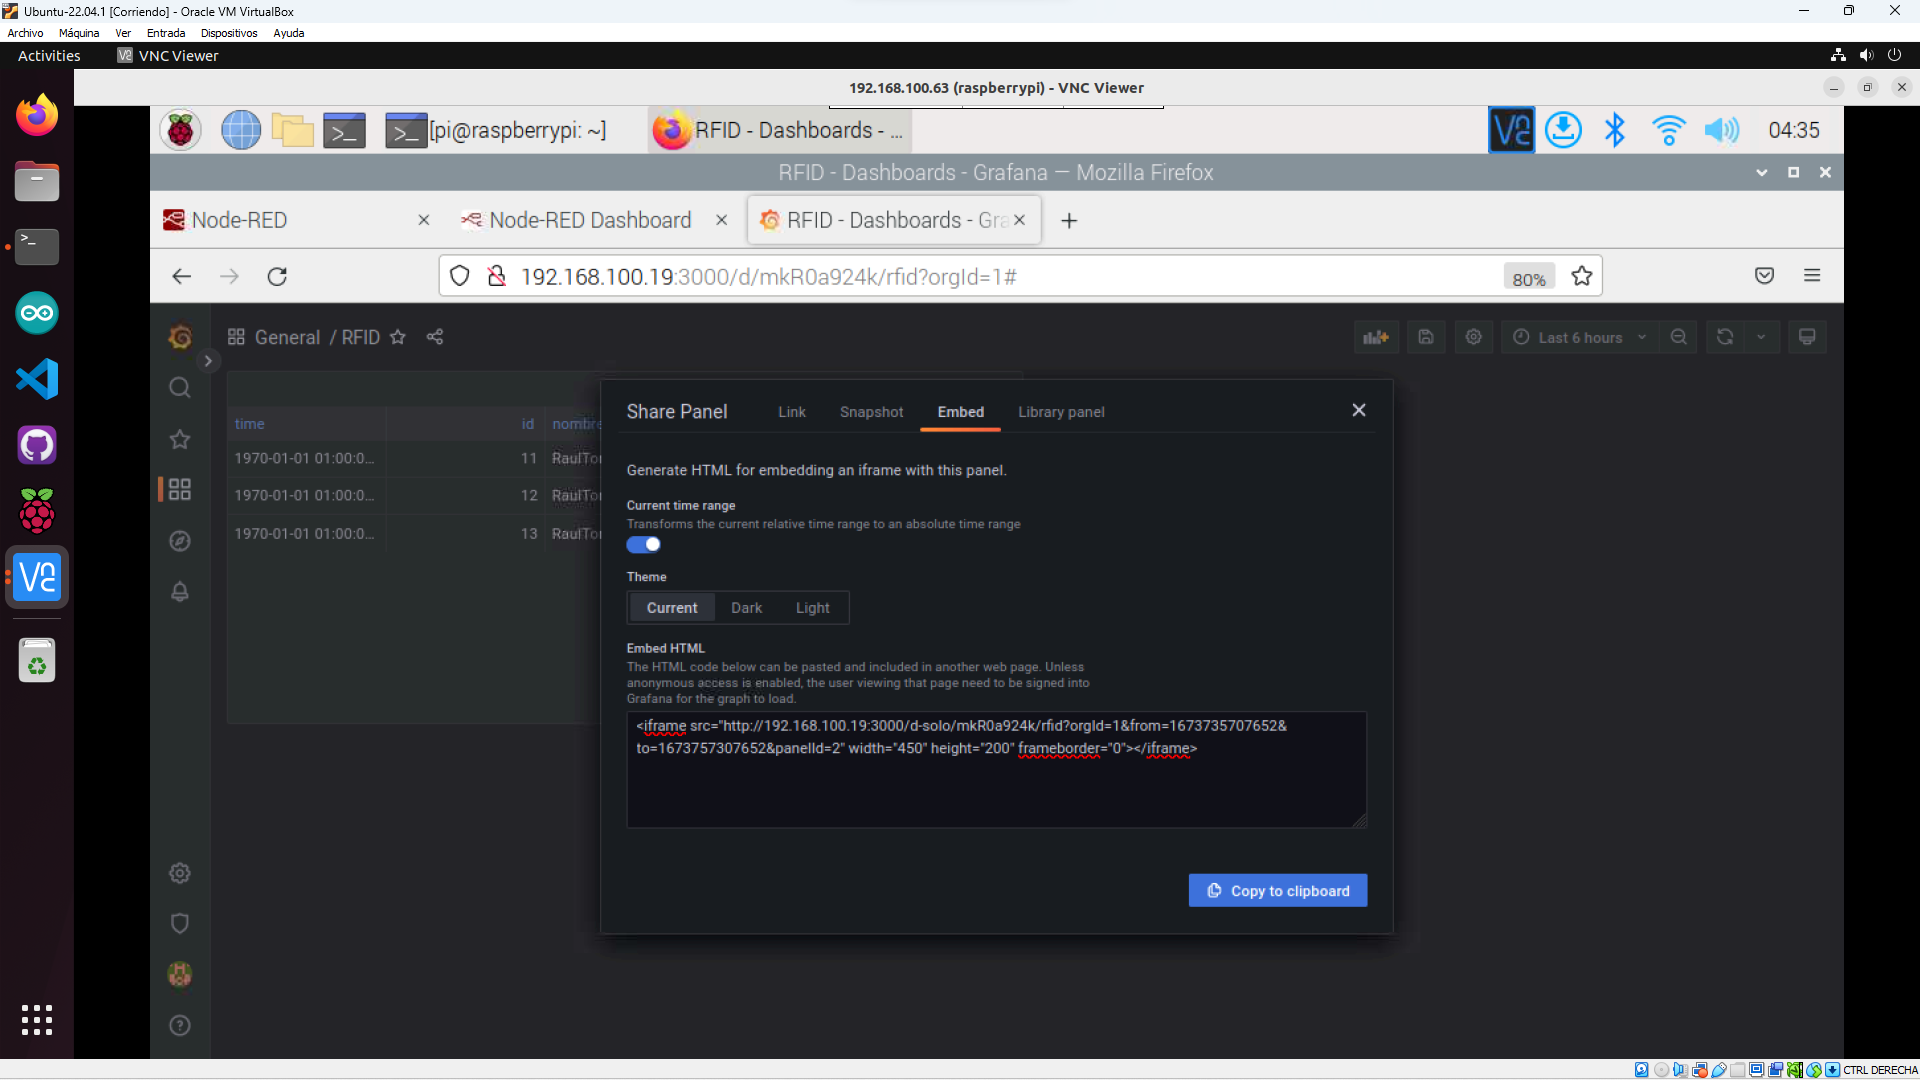 Ubuntu-22.04.1 [Corriendo] - Oracle VM VirtualBox
Archivo Máquina Ver Entrada Dispositivos Ayuda
Activities VNC Viewer
192.168.100.63 (raspberrypi) - VNC Viewer
[pi@raspberrypi: ~] RFID - Dashboards - ... 04:35
RFID - Dashboards - Grafana — Mozilla Firefox
Node-RED Node-RED Dashboard RFID - Dashboards - Gra
192.168.100.19:3000/d/mkR0a924k/rfid?orgId=1# 80%
General / RFID Last 6 hours
Share Panel Link Snapshot Embed Library panel
time id nombre
1970-01-01 01:00:0... 11 RaulTor
1970-01-01 01:00:0... 12 RaulTor
1970-01-01 01:00:0... 13 RaulTor
Generate HTML for embedding an iframe with this panel.
Current time range
Transforms the current relative time range to an absolute time range
Theme
Current Dark Light
Embed HTML
The HTML code below can be pasted and included in another web page. Unless
anonymous access is enabled, the user viewing that page need to be signed into
Grafana for the graph to load.
<iframe src="http://192.168.100.19:3000/d-solo/mkR0a924k/rfid?orgId=1&from=1673735707652&
to=1673757307652&panelId=2" width="450" height="200" frameborder="0"></iframe>
Copy to clipboard
CTRL DERECHA